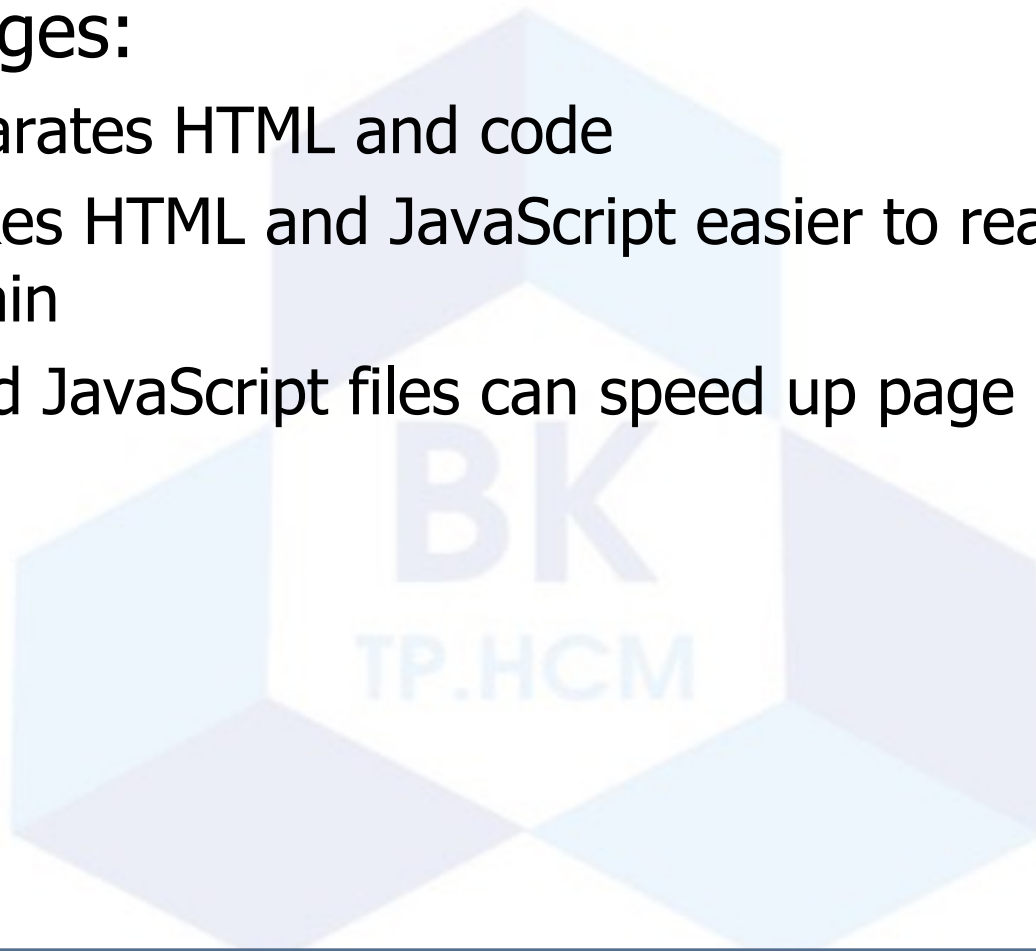 ges:
arates HTML and code
es HTML and JavaScript easier to rea
ain
d JavaScript files can speed up page
BK
TP.HCM